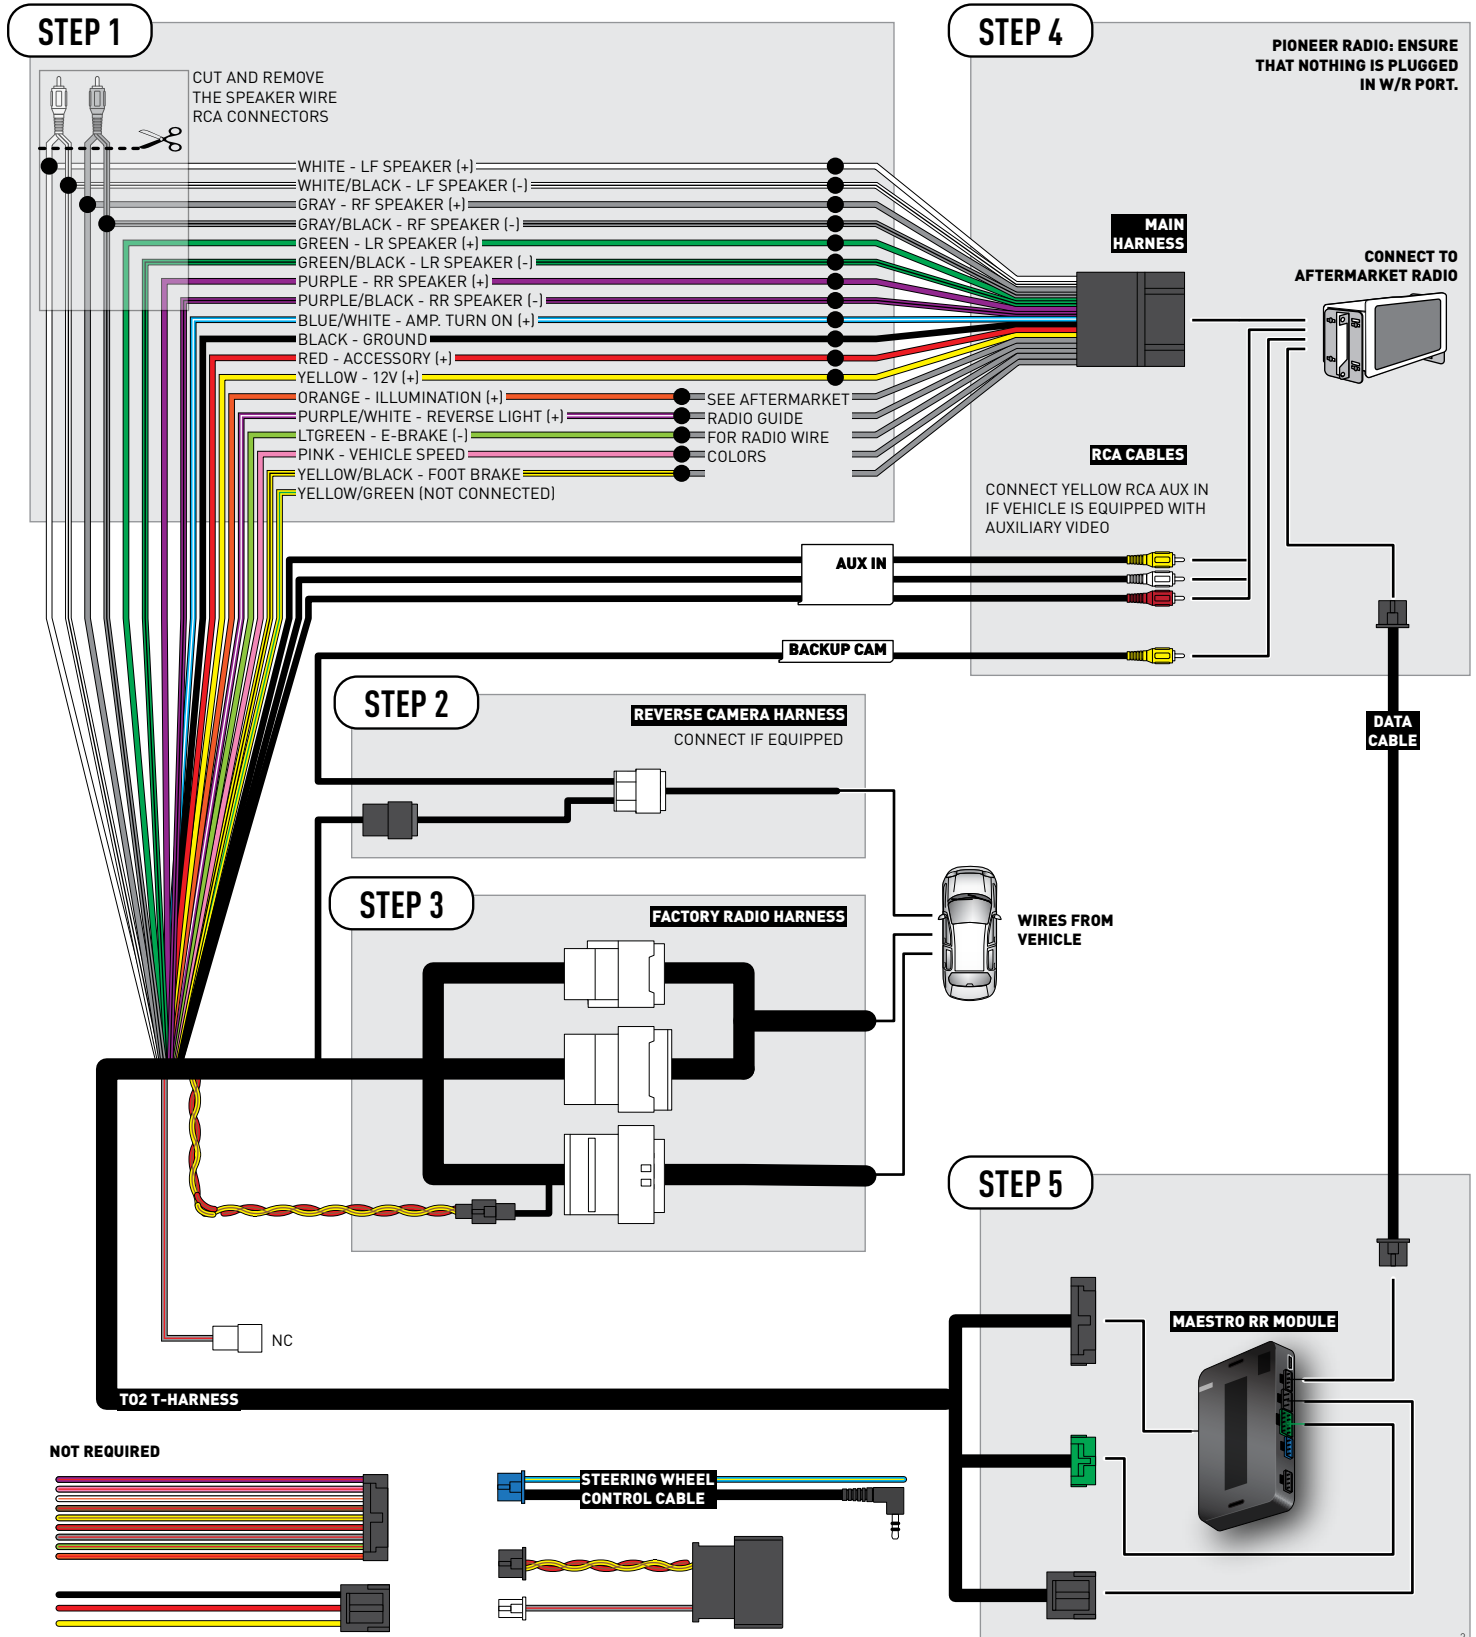 STEP 1
CUT AND REMOVE
THE SPEAKER WIRE
RCA CONNECTORS
WHITE - LF SPEAKER (+)
WHITE/BLACK - LF SPEAKER (-)
GRAY - RF SPEAKER (+)
GRAY/BLACK - RF SPEAKER (-)
GREEN - LR SPEAKER (+)
GREEN/BLACK - LR SPEAKER (-)
PURPLE - RR SPEAKER (+)
PURPLE/BLACK - RR SPEAKER (-)
BLUE/WHITE - AMP. TURN ON (+)
BLACK - GROUND
RED - ACCESSORY (+)
YELLOW - 12V (+)
ORANGE - ILLUMINATION (+)
PURPLE/WHITE - REVERSE LIGHT (+)
LTGREEN - E-BRAKE (-)
PINK - VEHICLE SPEED
YELLOW/BLACK - FOOT BRAKE
YELLOW/GREEN (NOT CONNECTED)
SEE AFTERMARKET
RADIO GUIDE
FOR RADIO WIRE
COLORS
STEP 4
PIONEER RADIO: ENSURE
THAT NOTHING IS PLUGGED
IN W/R PORT.
MAIN
HARNESS
CONNECT TO
AFTERMARKET RADIO
RCA CABLES
CONNECT YELLOW RCA AUX IN
IF VEHICLE IS EQUIPPED WITH
AUXILIARY VIDEO
AUX IN
BACKUP CAM
DATA
CABLE
STEP 2
REVERSE CAMERA HARNESS
CONNECT IF EQUIPPED
STEP 3
FACTORY RADIO HARNESS
WIRES FROM
VEHICLE
NC
T02 T-HARNESS
STEP 5
MAESTRO RR MODULE
NOT REQUIRED
STEERING WHEEL
CONTROL CABLE